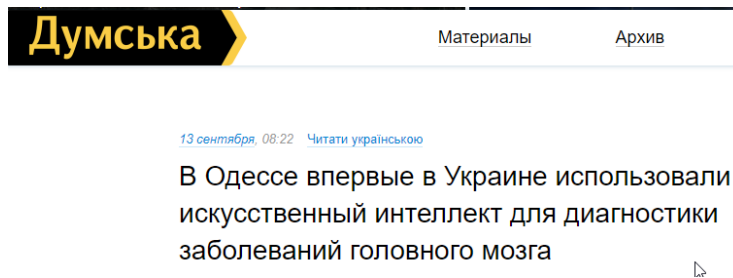 Думська
Материалы Архив
13 сентября, 08:22 Читати українською
В Одессе впервые в Украине использовали
искусственный интеллект для диагностики
заболеваний головного мозга